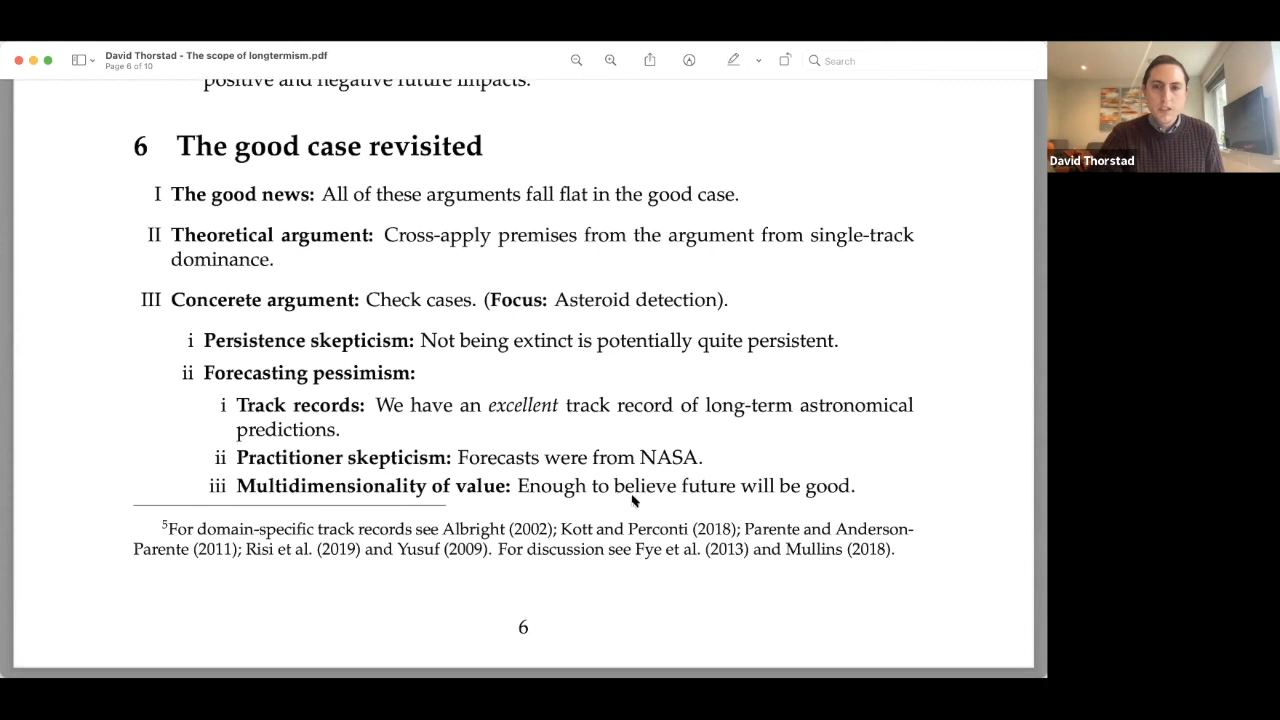 David Thorstad - The scope of longtermism.pdf
Page 6 of 10
Search
positive and negative future impacts.
6 The good case revisited
I The good news: All of these arguments fall flat in the good case.
II Theoretical argument: Cross-apply premises from the argument from single-track
dominance.
III Concerete argument: Check cases. (Focus: Asteroid detection).
i Persistence skepticism: Not being extinct is potentially quite persistent.
ii Forecasting pessimism:
i Track records: We have an excellent track record of long-term astronomical
predictions.
ii Practitioner skepticism: Forecasts were from NASA.
iii Multidimensionality of value: Enough to believe future will be good.
5For domain-specific track records see Albright (2002); Kott and Perconti (2018); Parente and Anderson-
Parente (2011); Risi et al. (2019) and Yusuf (2009). For discussion see Fye et al. (2013) and Mullins (2018).
6
David Thorstad